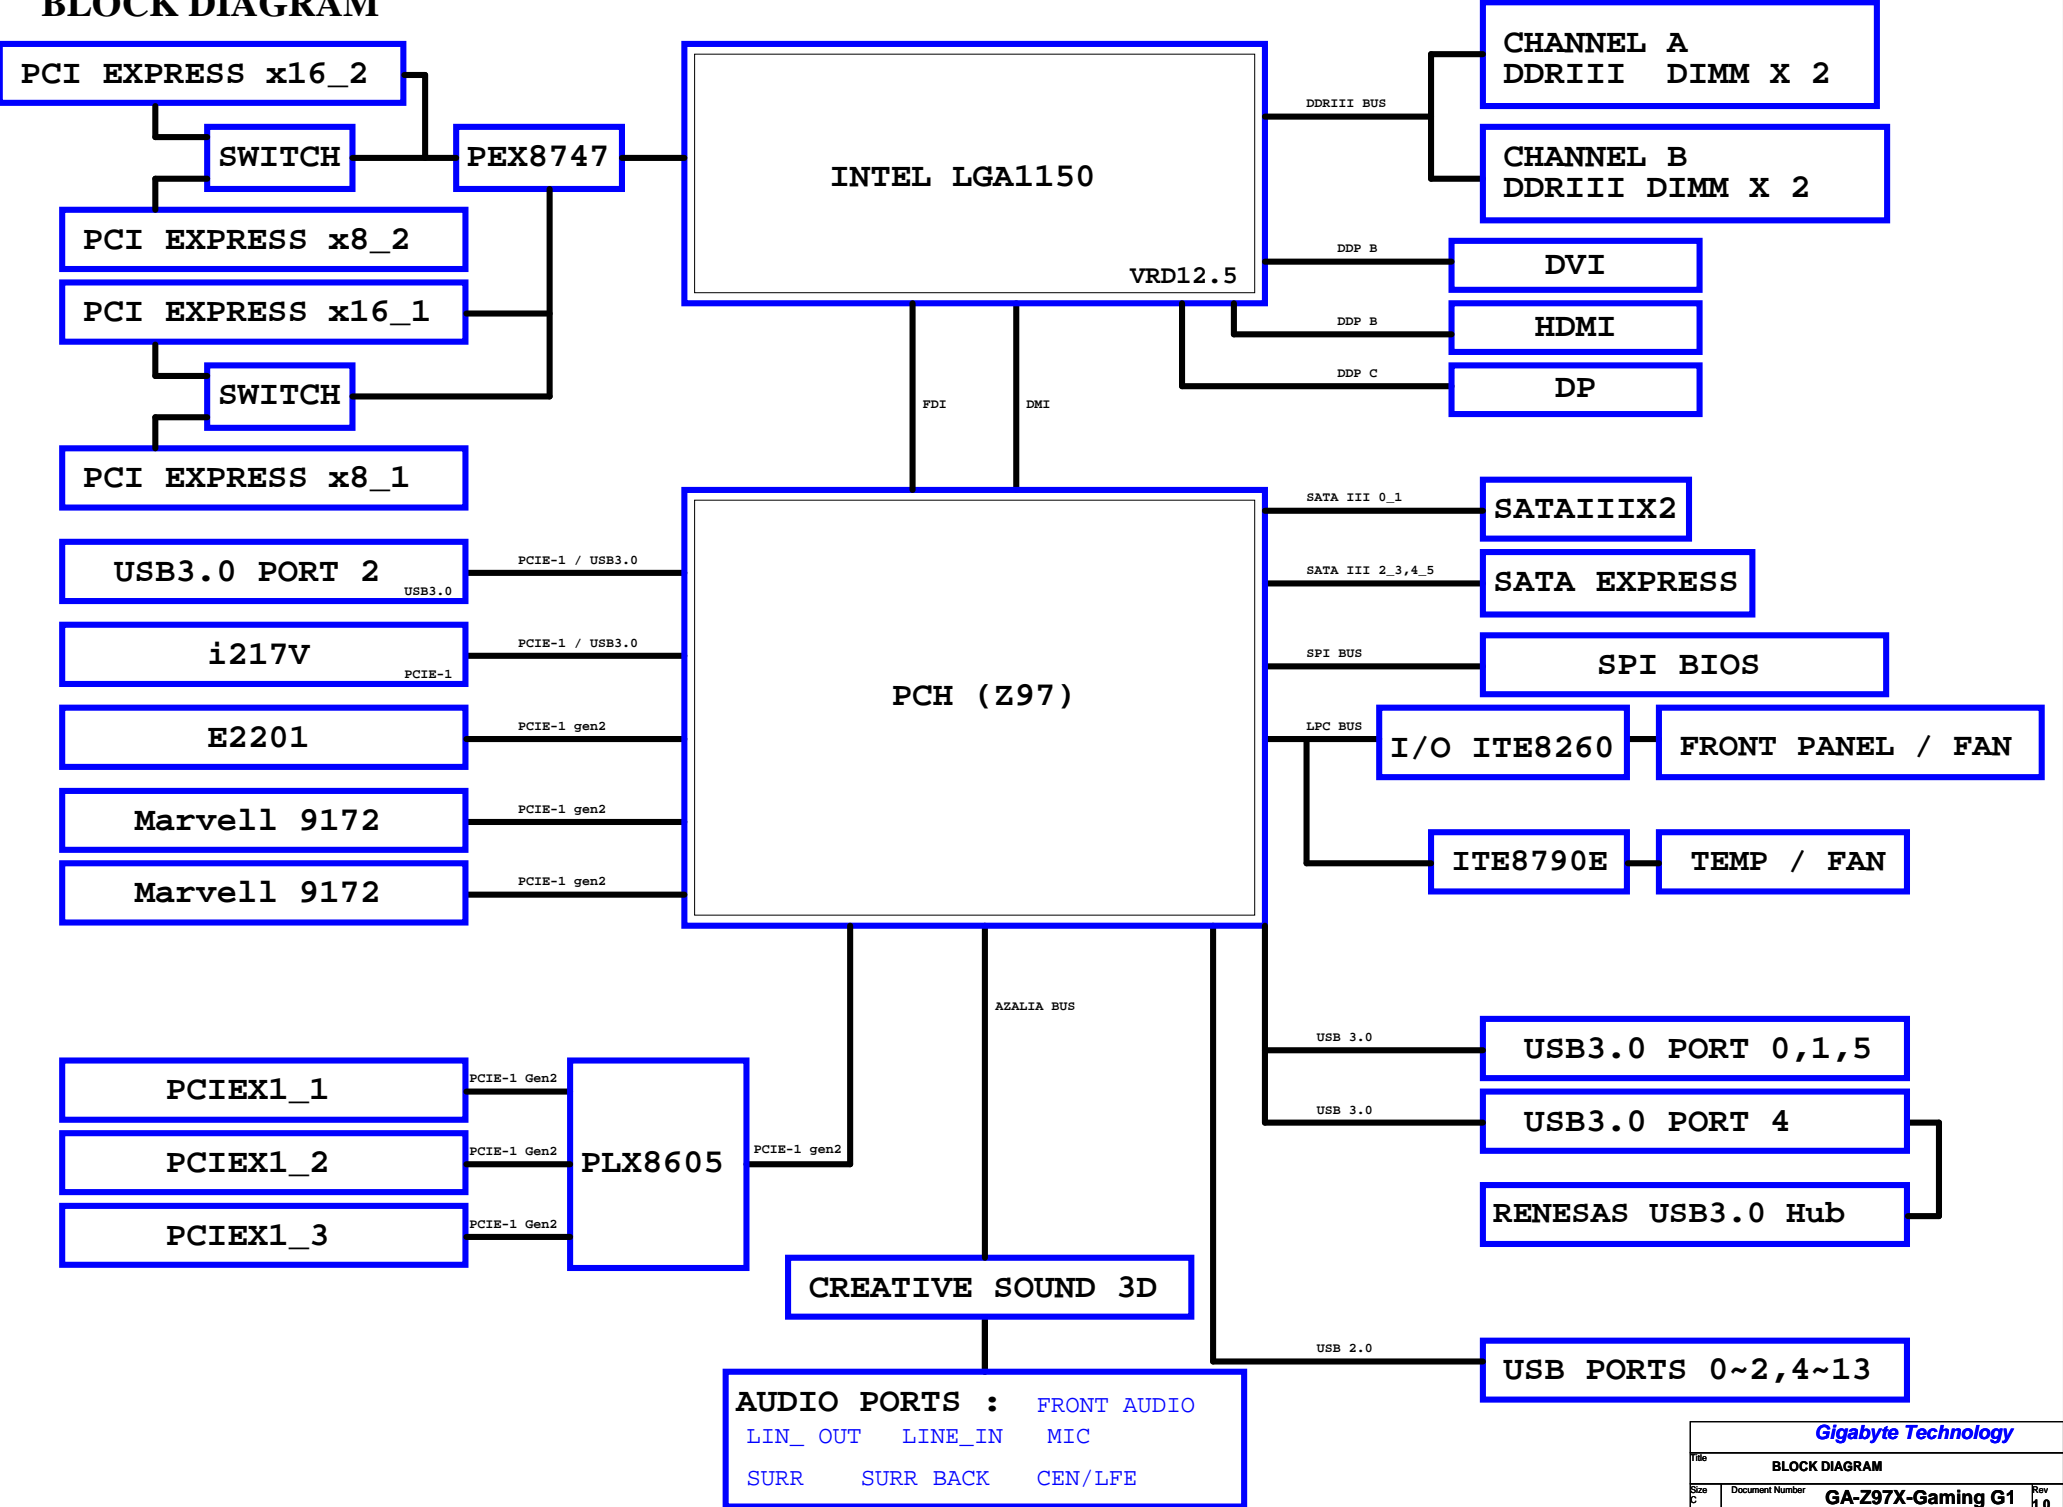 BLOCK DIAGRAM
PCI EXPRESS x16_2
SWITCH
PEX8747
PCI EXPRESS x8_2
PCI EXPRESS x16_1
SWITCH
PCI EXPRESS x8_1
INTEL LGA1150
VRD12.5
DDRIII BUS
CHANNEL A
DDRIII DIMM X 2
CHANNEL B
DDRIII DIMM X 2
DDP B
DVI
DDP B
HDMI
DDP C
DP
FDI
DMI
USB3.0 PORT 2
USB3.0
PCIE-1 / USB3.0
i217V
PCIE-1
PCIE-1 / USB3.0
E2201
PCIE-1 gen2
Marvell 9172
PCIE-1 gen2
Marvell 9172
PCIE-1 gen2
PCH (Z97)
SATA III 0_1
SATAIIIX2
SATA III 2_3,4_5
SATA EXPRESS
SPI BUS
SPI BIOS
LPC BUS
I/O ITE8260
FRONT PANEL / FAN
ITE8790E
TEMP / FAN
AZALIA BUS
USB 3.0
USB3.0 PORT 0,1,5
USB 3.0
USB3.0 PORT 4
RENESAS USB3.0 Hub
PCIEX1_1
PCIE-1 Gen2
PCIEX1_2
PCIE-1 Gen2
PCIEX1_3
PCIE-1 Gen2
PLX8605
PCIE-1 gen2
CREATIVE SOUND 3D
USB 2.0
USB PORTS 0~2,4~13
AUDIO PORTS : FRONT AUDIO
LIN_ OUT LINE_IN MIC
SURR SURR BACK CEN/LFE
Gigabyte Technology
Title
BLOCK DIAGRAM
Size
C
Document Number
GA-Z97X-Gaming G1
Rev
1.0